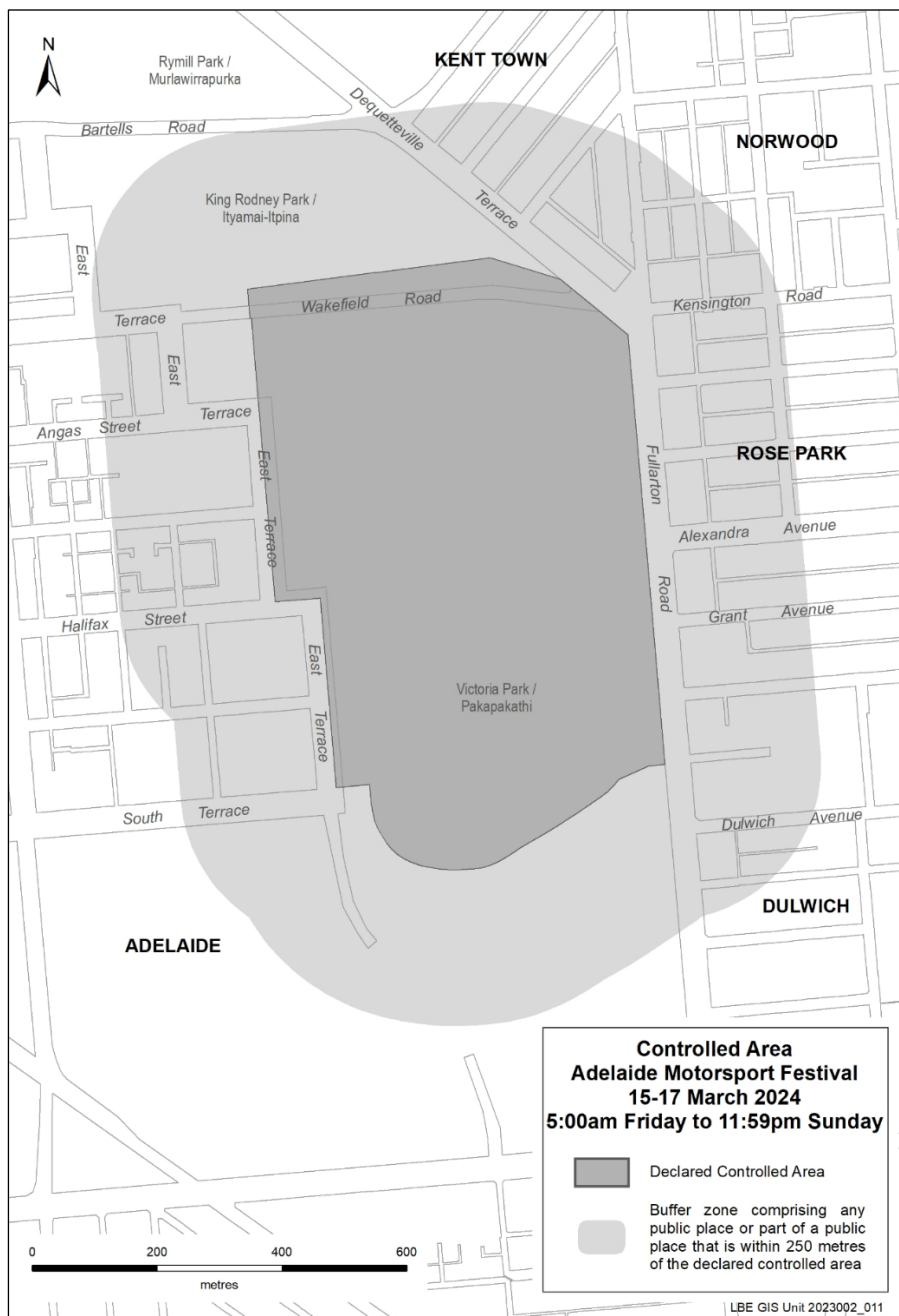 N
Rymill Park /
Murlawirrapurka
KENT TOWN
Bartells Road
Dequetteville
Terrace
NORWOOD
King Rodney Park /
Ityamai-Itpina
East
Terrace
Wakefield Road
Kensington Road
East
Terrace
Angas Street
East
Terrace
Fullarton
Road
ROSE PARK
Alexandra Avenue
Halifax Street
Grant Avenue
East
Terrace
Victoria Park /
Pakapakathi
South Terrace
Dulwich Avenue
DULWICH
ADELAIDE
Controlled Area
Adelaide Motorsport Festival
15-17 March 2024
5:00am Friday to 11:59pm Sunday
Declared Controlled Area
Buffer zone comprising any
public place or part of a public
place that is within 250 metres
of the declared controlled area
0 200 400 600
metres
LBE GIS Unit 2023002_011